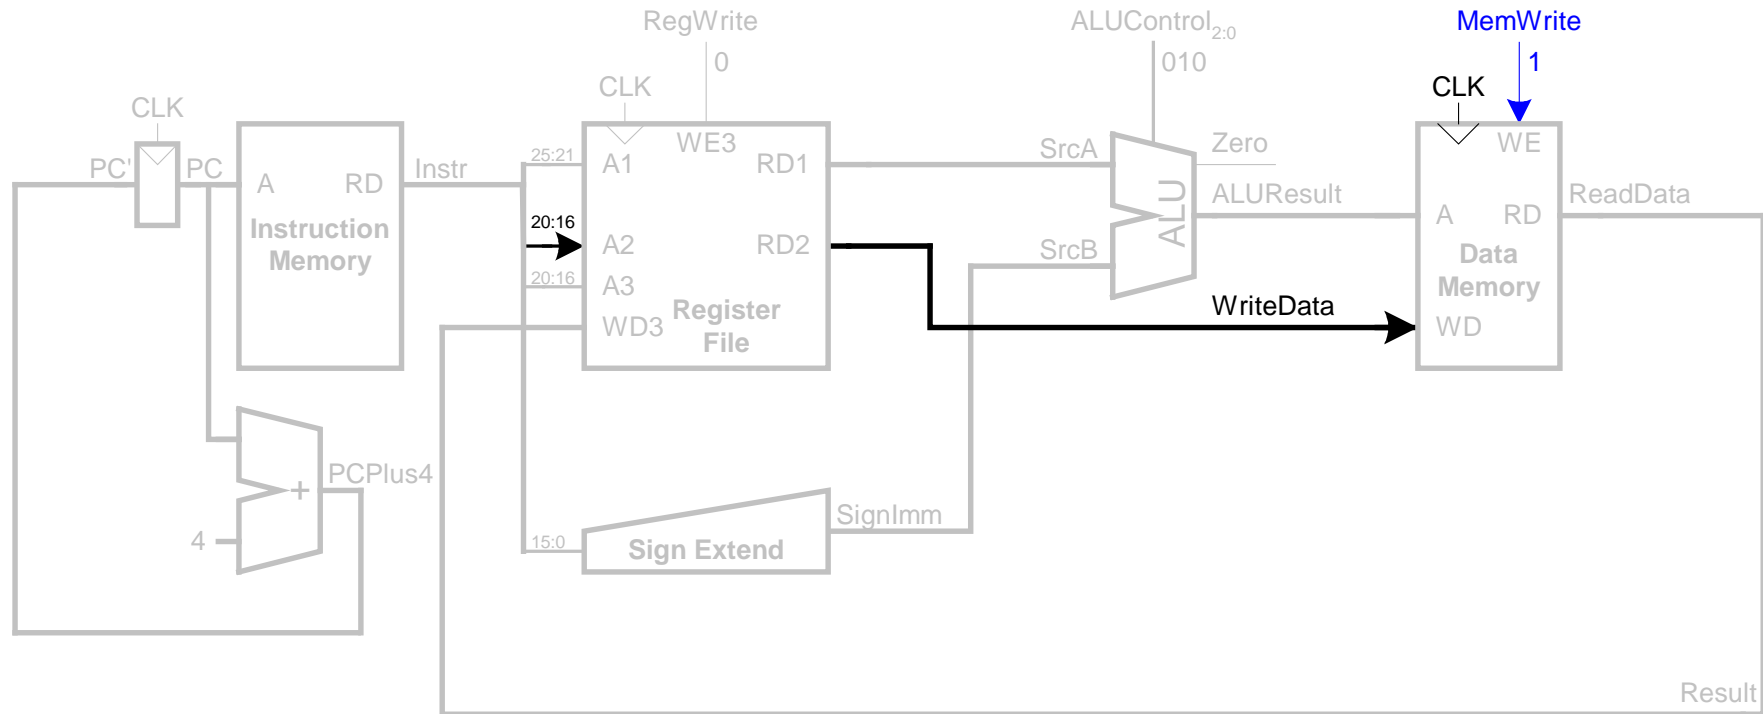 RegWrite
ALUControl2:0
MemWrite
0
010
1
CLK
CLK
CLK
WE3
WE
PC'
PC
A
RD
Instr
Instruction
Memory
25:21
A1
RD1
20:16
A2
RD2
20:16
A3
WD3
Register
File
SrcA
SrcB
ALU
Zero
ALUResult
WriteData
A
RD
Data
Memory
WD
ReadData
+
PCPlus4
4
15:0
Sign Extend
SignImm
Result